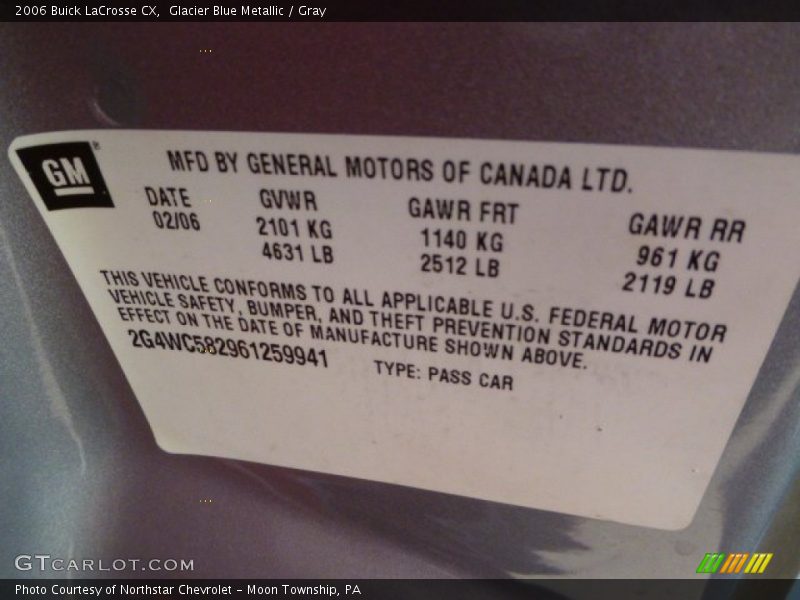 2006 Buick LaCrosse CX,  Glacier Blue Metallic / Gray
GM
MFD BY GENERAL MOTORS OF CANADA LTD.
DATE GVWR GAWR FRT GAWR RR
02/06 2101 KG 1140 KG 961 KG
4631 LB 2512 LB 2119 LB
THIS VEHICLE CONFORMS TO ALL APPLICABLE U.S. FEDERAL MOTOR
VEHICLE SAFETY, BUMPER, AND THEFT PREVENTION STANDARDS IN
EFFECT ON THE DATE OF MANUFACTURE SHOWN ABOVE.
2G4WC582961259941 TYPE: PASS CAR
GTCARLOT.COM
Photo Courtesy of Northstar Chevrolet - Moon Township, PA